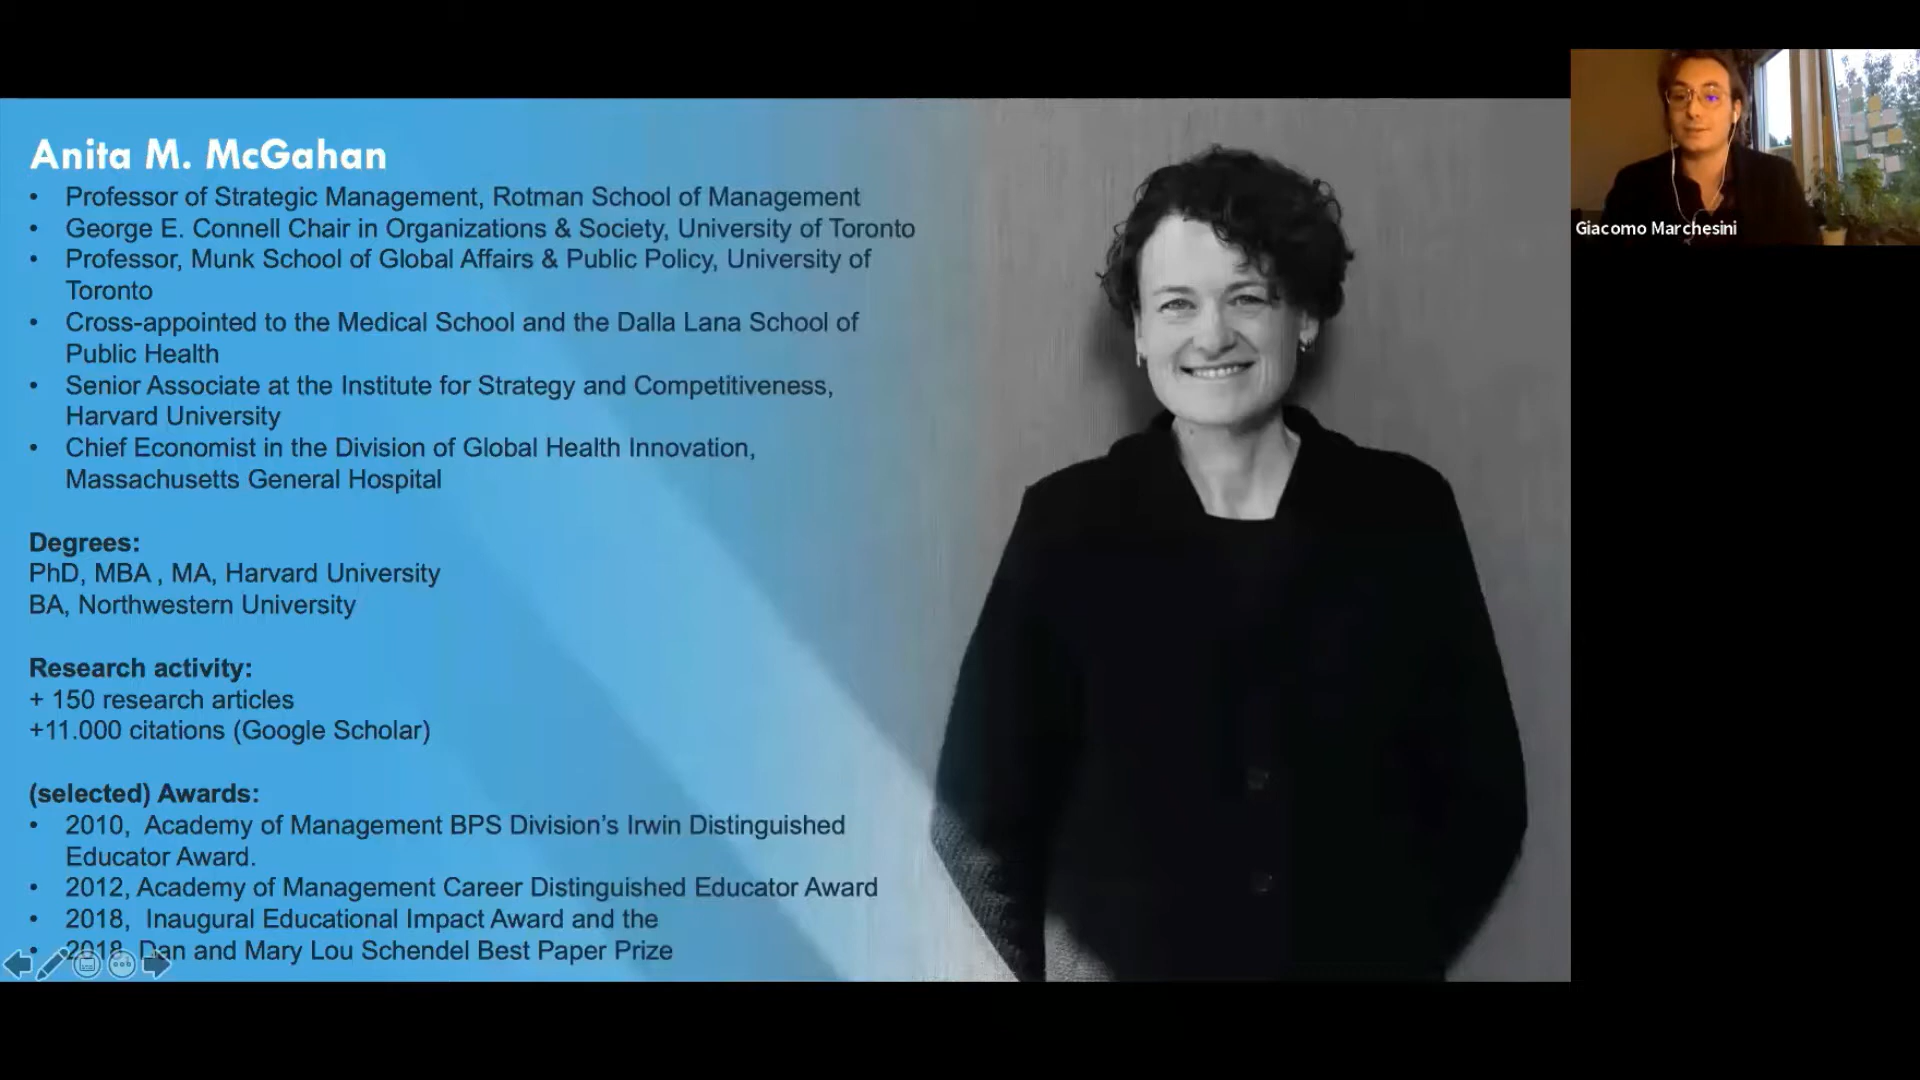 Anita M. McGahan
• Professor of Strategic Management, Rotman School of Management
• George E. Connell Chair in Organizations & Society, University of Toronto
• Professor, Munk School of Global Affairs & Public Policy, University of
Toronto
• Cross-appointed to the Medical School and the Dalla Lana School of
Public Health
• Senior Associate at the Institute for Strategy and Competitiveness,
Harvard University
• Chief Economist in the Division of Global Health Innovation,
Massachusetts General Hospital
Degrees:
PhD, MBA , MA, Harvard University
BA, Northwestern University
Research activity:
+ 150 research articles
+11.000 citations (Google Scholar)
(selected) Awards:
• 2010, Academy of Management BPS Division’s Irwin Distinguished
Educator Award.
• 2012, Academy of Management Career Distinguished Educator Award
• 2018, Inaugural Educational Impact Award and the
• 2018, Dan and Mary Lou Schendel Best Paper Prize
Giacomo Marchesini